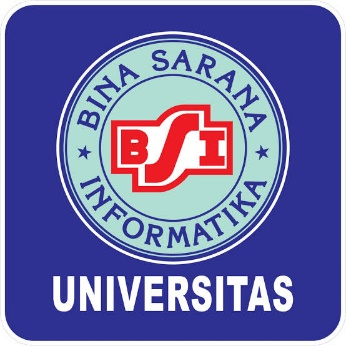 BINA SARANA
BSI
INFORMATIKA
UNIVERSITAS